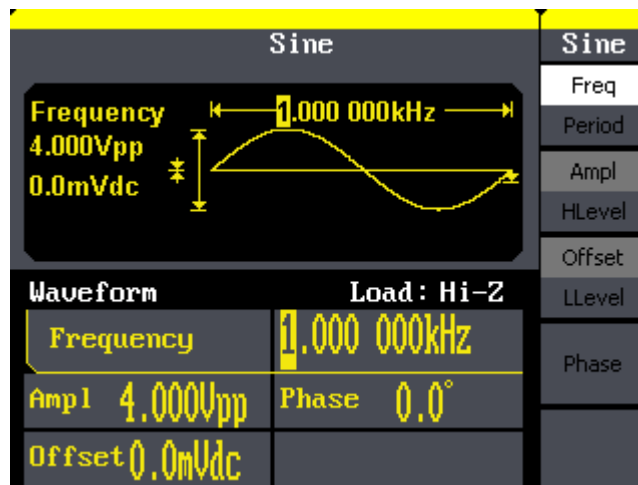 Sine
Frequency
1.000 000kHz
4.000Vpp
0.0mVdc
Waveform
Load: Hi-Z
Frequency
1.000 000kHz
Ampl 4.000Vpp
Phase 0.0°
Offset 0.0mVdc
Sine
Freq
Period
Ampl
HLevel
Offset
LLevel
Phase